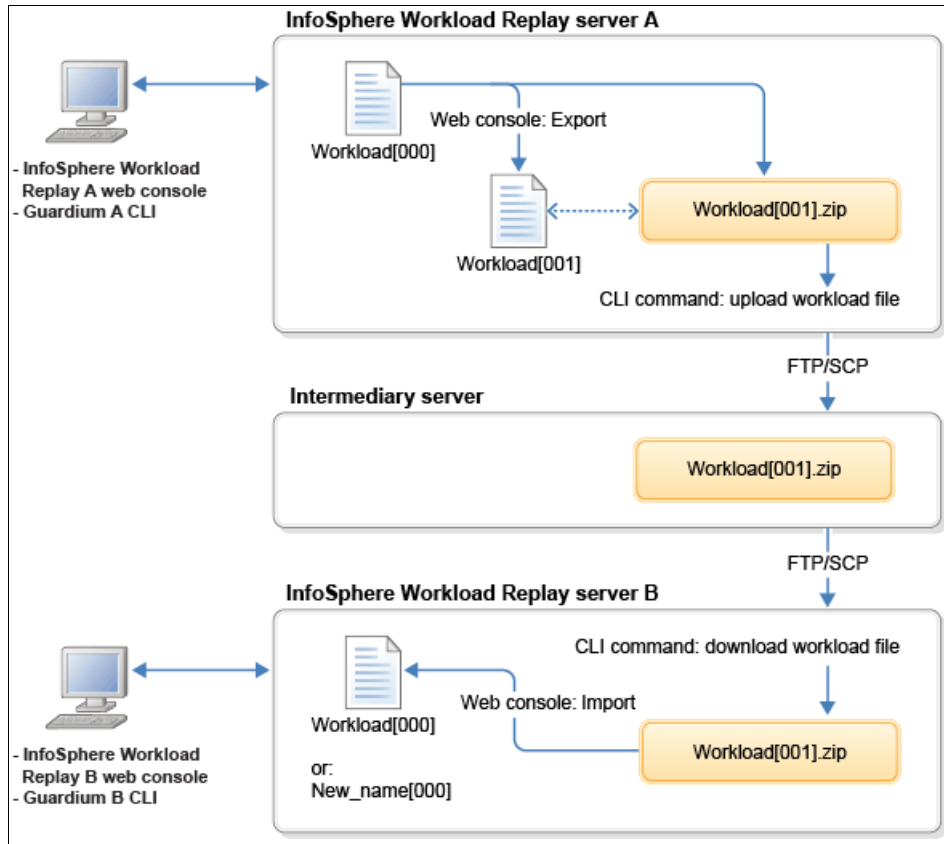 InfoSphere Workload Replay server A
Web console: Export
Workload[000]
- InfoSphere Workload
Replay A web console
- Guardium A CLI
Workload[001].zip
Workload[001]
CLI command: upload workload file
FTP/SCP
Intermediary server
Workload[001].zip
FTP/SCP
InfoSphere Workload Replay server B
CLI command: download workload file
Web console: Import
Workload[000]
- InfoSphere Workload
Replay B web console
- Guardium B CLI
or:
New_name[000]
Workload[001].zip